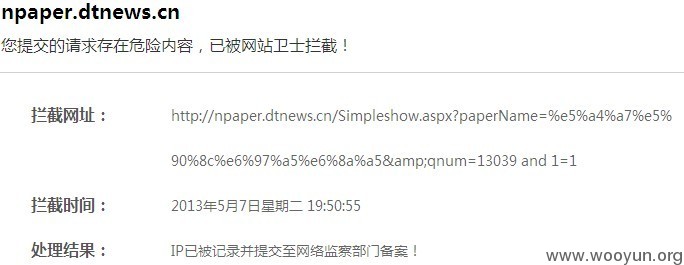 npaper.dtnews.cn
您提交的请求存在危险内容，已被网站卫士拦截！
拦截网址： http://npaper.dtnews.cn/Simpleshow.aspx?paperName=%e5%a4%a7%e5%
90%8c%e6%97%a5%e6%8a%a5&amp;qnum=13039 and 1=1
拦截时间： 2013年5月7日星期二 19:50:55
处理结果： IP已被记录并提交至网络监察部门备案！
www.wooyun.org